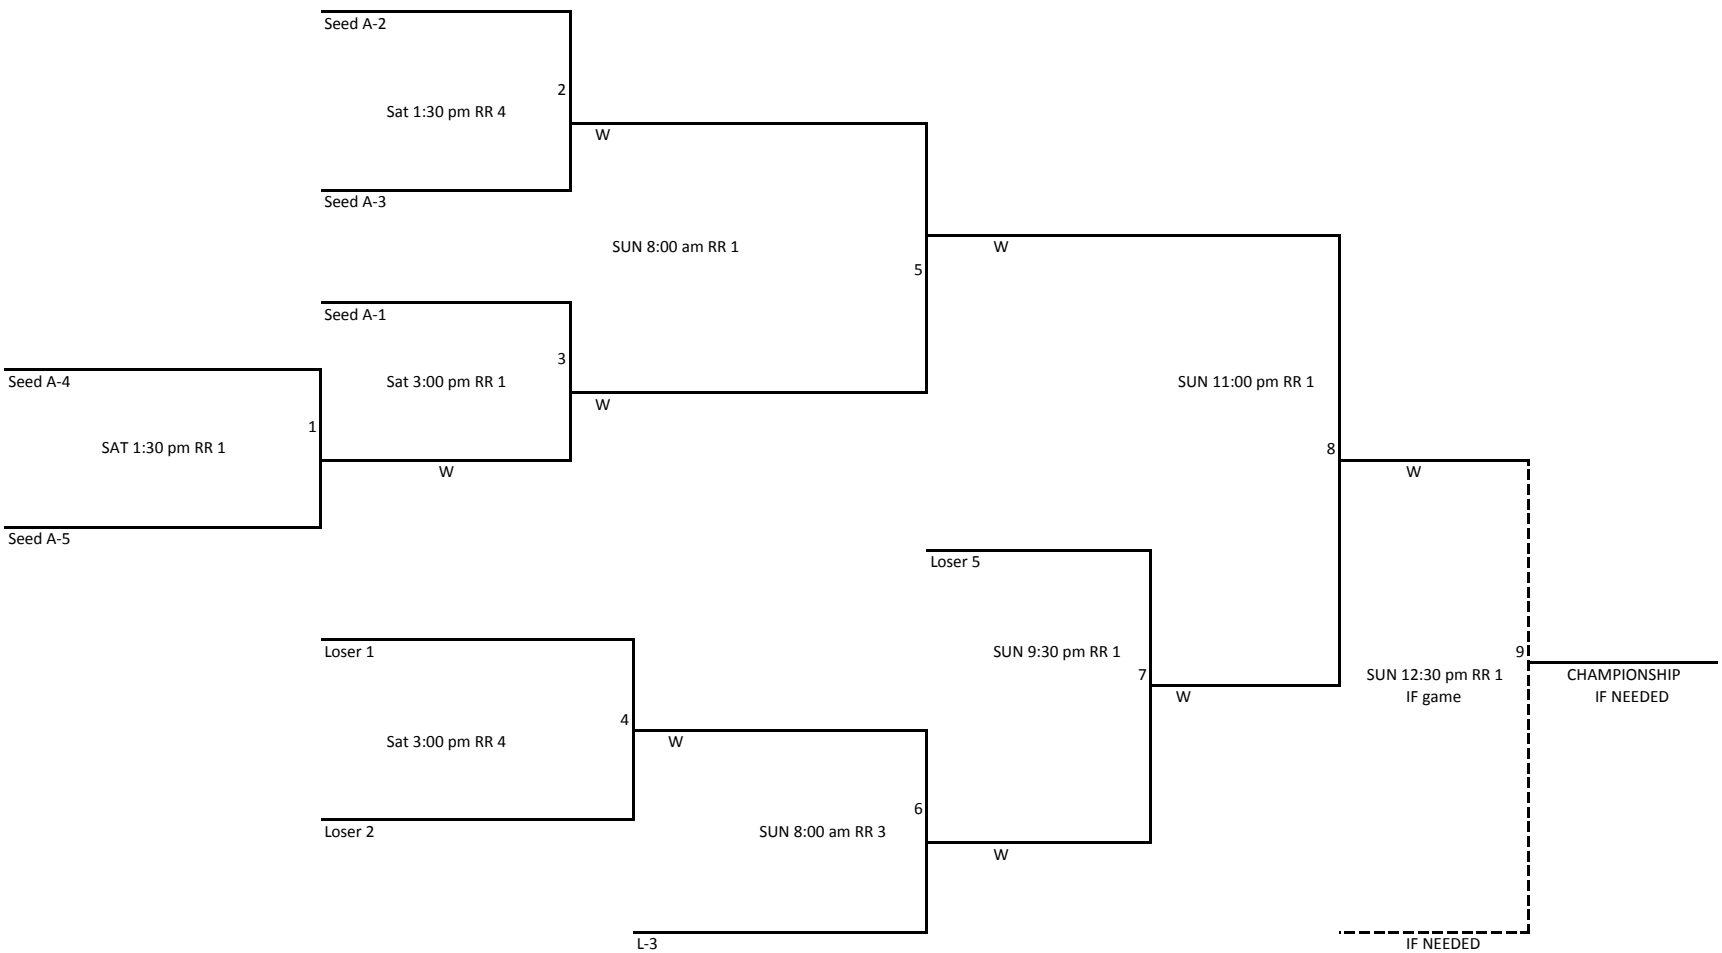 Seed A-2
2
Sat 1:30 pm RR 4
W
Seed A-3
SUN 8:00 am RR 1
W
5
Seed A-1
3
Seed A-4
Sat 3:00 pm RR 1
SUN 11:00 pm RR 1
W
1
SAT 1:30 pm RR 1
8
W
W
Seed A-5
Loser 5
Loser 1
SUN 9:30 pm RR 1
9
7
SUN 12:30 pm RR 1
CHAMPIONSHIP
W
IF game
IF NEEDED
4
Sat 3:00 pm RR 4
W
6
Loser 2
SUN 8:00 am RR 3
W
L-3
IF NEEDED